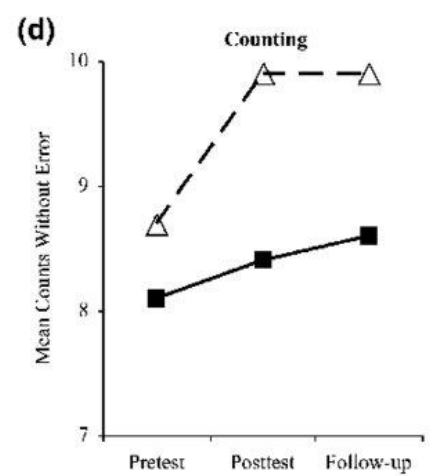 (d)
Counting
Mean Counts Without Error
10
9
8
7
Pretest Posttest Follow-up